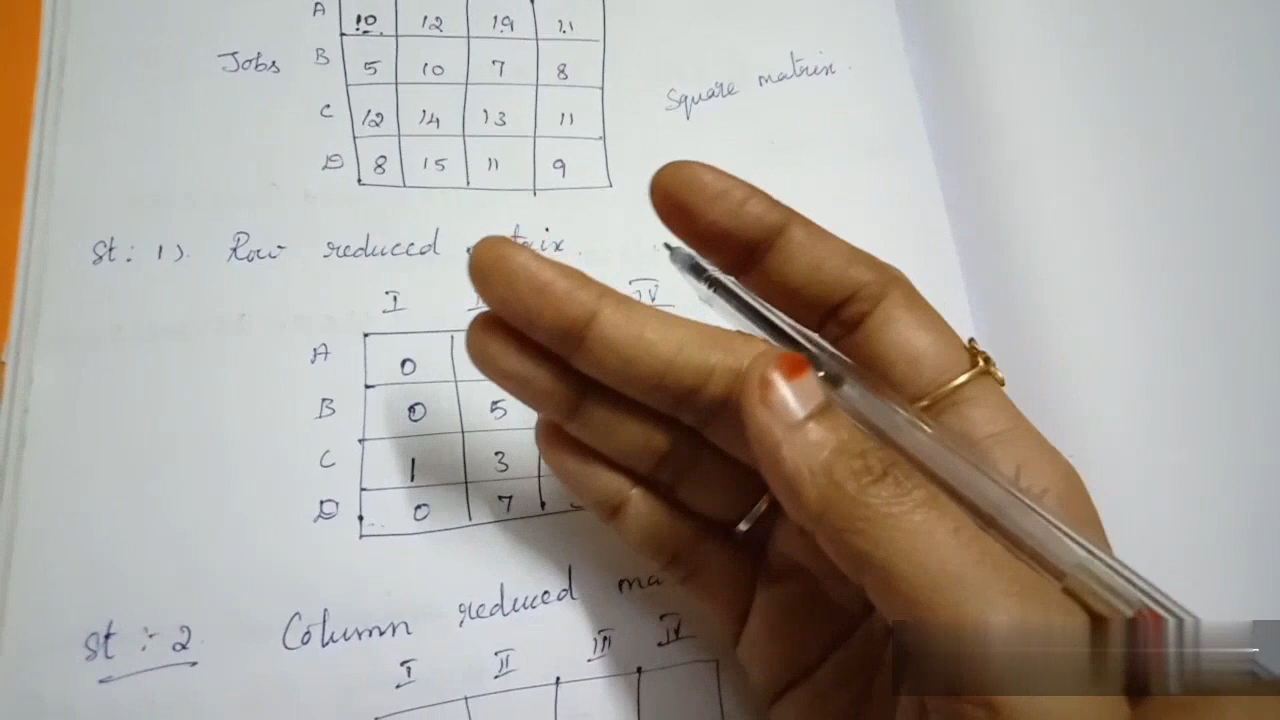 A 10 12 19 11
Jobs B 5 10 7 8
Square matrix.
C 12 14 13 11
D 8 15 11 9
St: 1). Row reduced matrix.
I IV
A 0
B 0 5
C 1 3
D 0 7
St :- 2. Column reduced ma
I II III IV